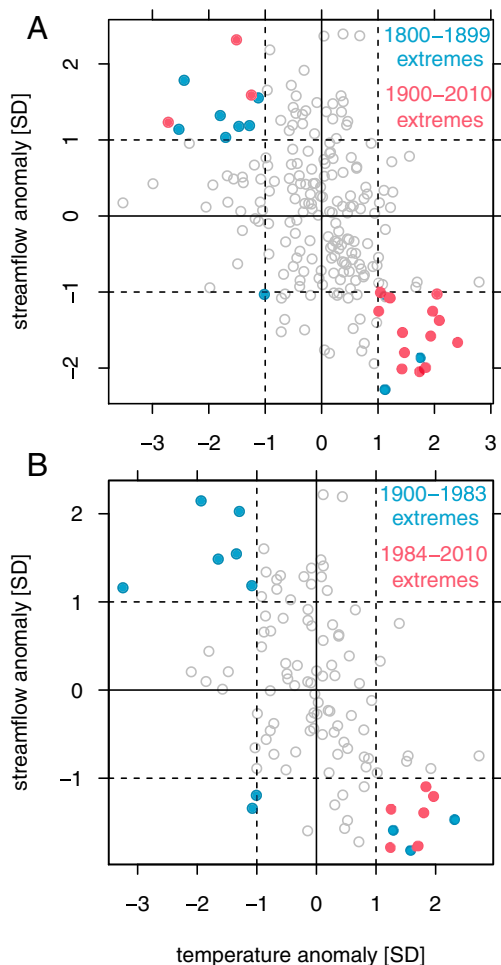 A
1800−1899
extremes
1900−2010
extremes
streamflow anomaly [SD]
2
1
0
−1
−2
−3 −2 −1 0 1 2 3
B
1900−1983
extremes
1984−2010
extremes
streamflow anomaly [SD]
2
1
0
−1
−3 −2 −1 0 1 2
temperature anomaly [SD]